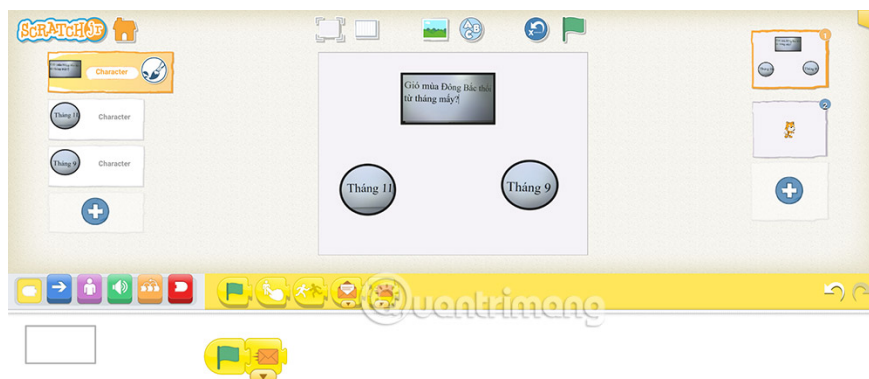 SCRATCH JR
1
Character
Gió mùa Đông Bắc thổi
từ tháng mấy?
Tháng 11
Character
Tháng 9
Character
Tháng 11
Tháng 9
2
Quantrimang